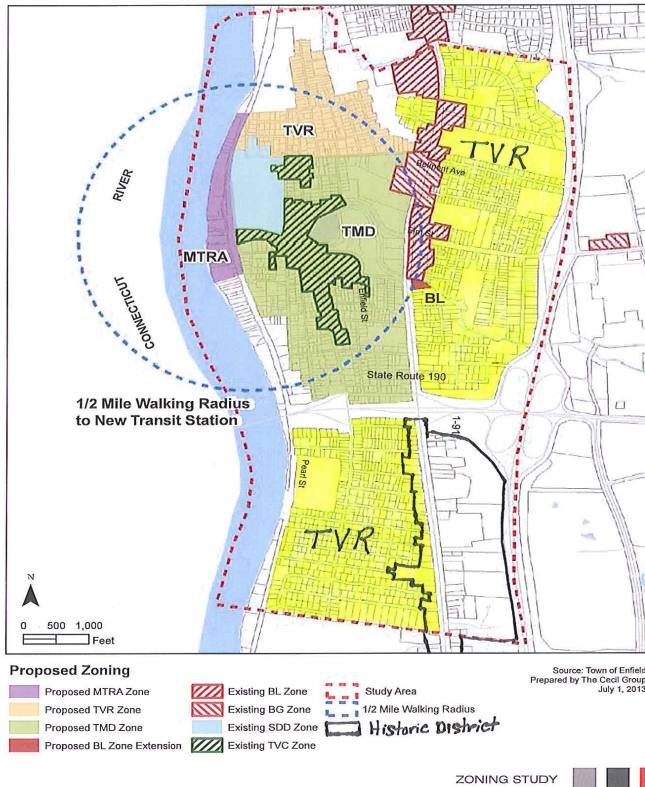 TVR
TVR
Belmont Ave
RIVER
TMD
Elm St
MTRA
CONNECTICUT
Enfield St
BL
State Route 190
1/2 Mile Walking Radius
to New Transit Station
I-91
Pearl St
TVR
N
0 500 1,000
Feet
Proposed Zoning
Source: Town of Enfield
Prepared by The Cecil Group
July 1, 2013
Proposed MTRA Zone
Existing BL Zone
Study Area
Proposed TVR Zone
Existing BG Zone
1/2 Mile Walking Radius
Proposed TMD Zone
Existing SDD Zone
Historic District
Proposed BL Zone Extension
Existing TVC Zone
ZONING STUDY